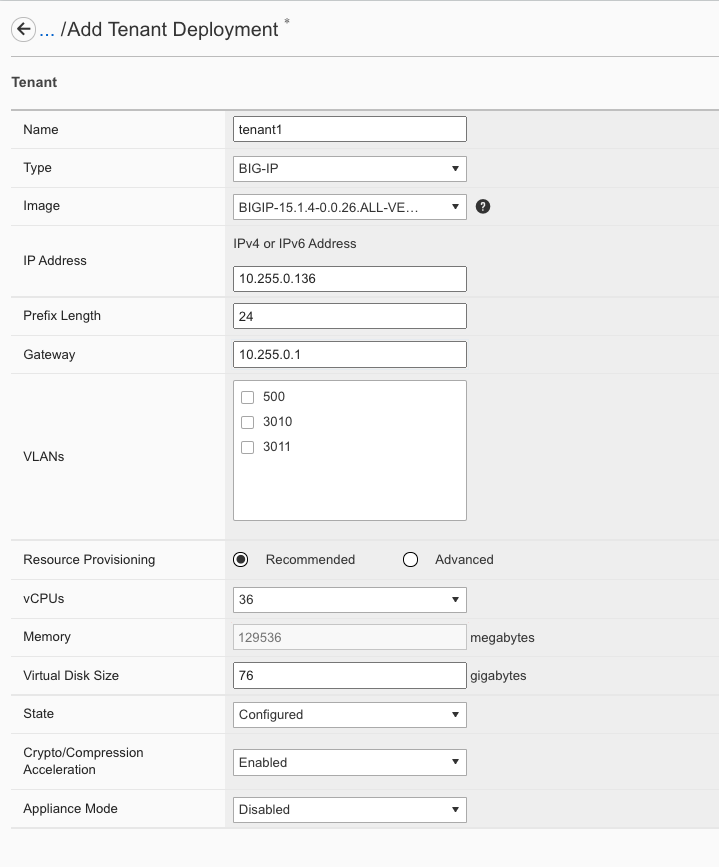 ... /Add Tenant Deployment *
Tenant
Name tenant1
Type BIG-IP
Image BIGIP-15.1.4-0.0.26.ALL-VE… ?
IPv4 or IPv6 Address
IP Address
10.255.0.136
Prefix Length 24
Gateway 10.255.0.1
500
3010
3011
VLANs
Resource Provisioning Recommended Advanced
vCPUs 36
Memory 129536 megabytes
Virtual Disk Size 76 gigabytes
State Configured
Crypto/Compression
Acceleration Enabled
Appliance Mode Disabled